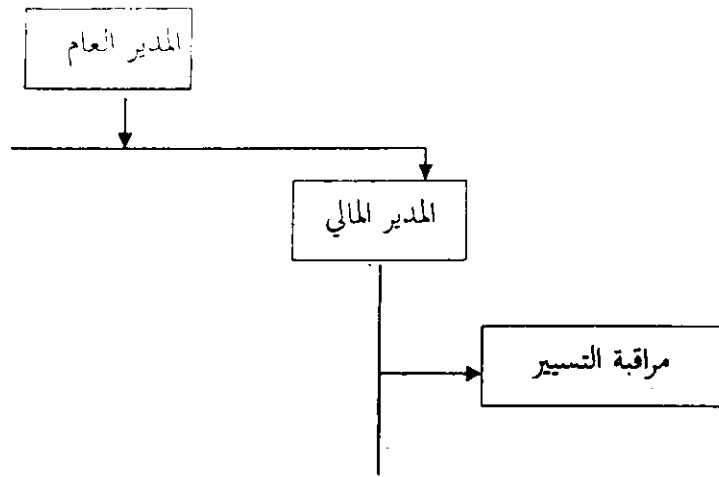 المدير العام
المدير المالي
مراقبة التسيير